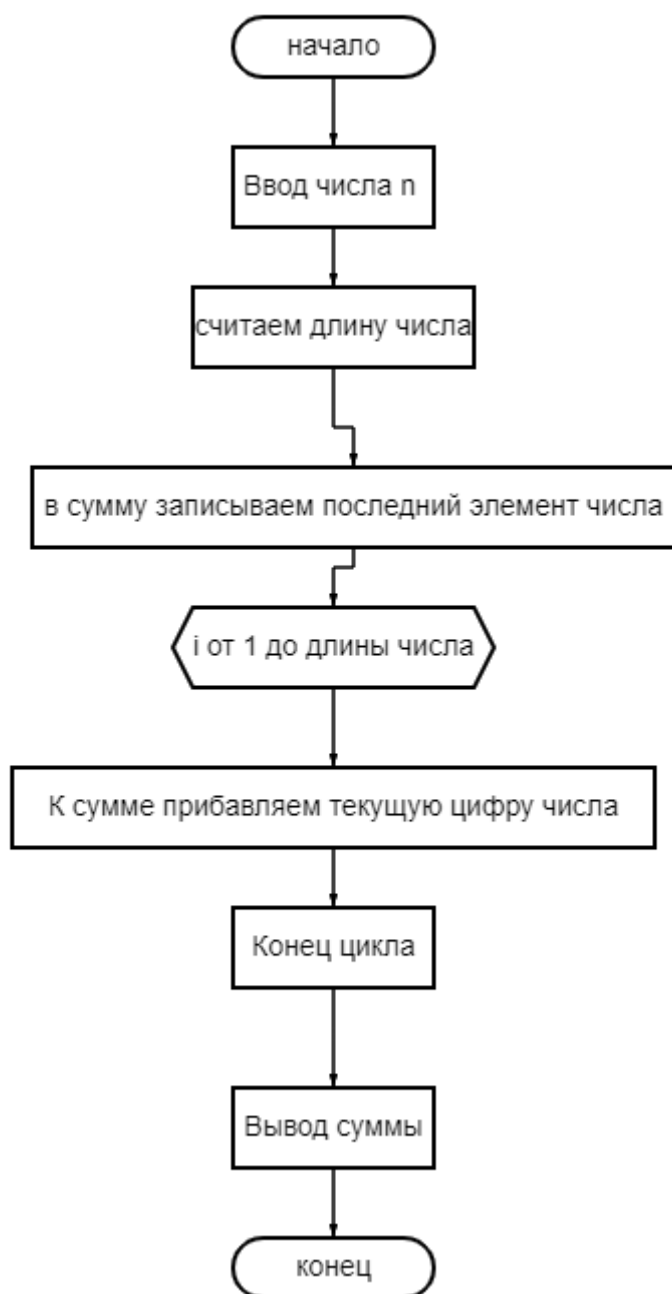 начало
Ввод числа n
считаем длину числа
в сумму записываем последний элемент числа
i от 1 до длины числа
К сумме прибавляем текущую цифру числа
Конец цикла
Вывод суммы
конец